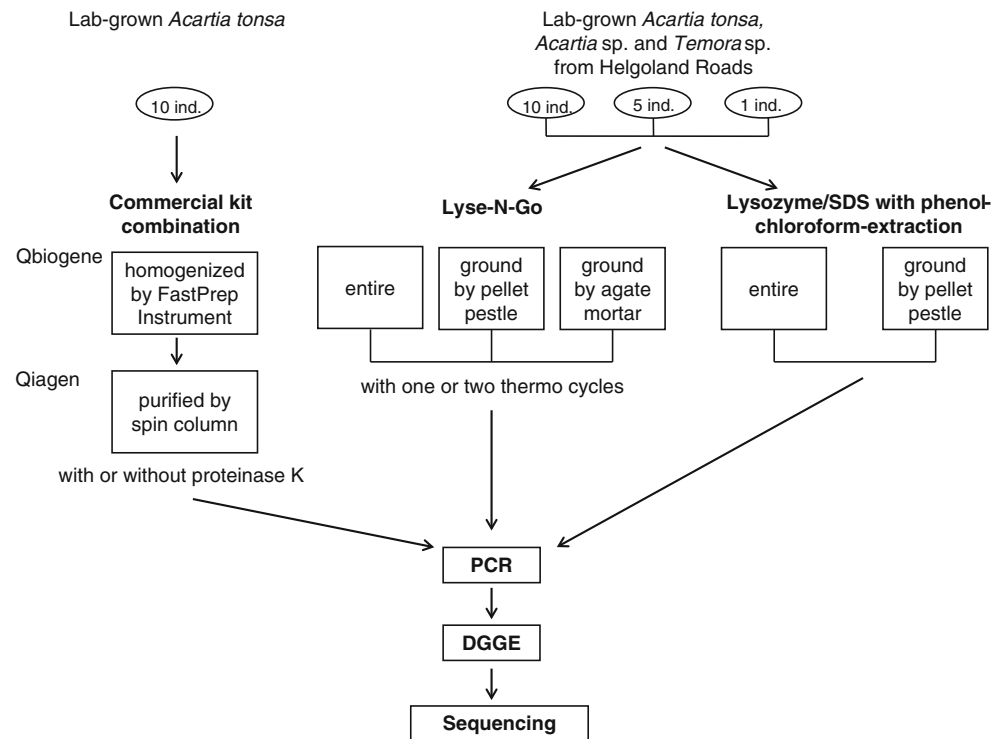 Lab-grown Acartia tonsa
Lab-grown Acartia tonsa,
Acartia sp. and Temora sp.
from Helgoland Roads
10 ind.
10 ind.
5 ind.
1 ind.
Commercial kit
combination
Lyse-N-Go
Lysozyme/SDS with phenol-
chloroform-extraction
Qbiogene
homogenized
by FastPrep
Instrument
entire
ground
by pellet
pestle
ground
by agate
mortar
entire
ground
by pellet
pestle
Qiagen
purified by
spin column
with one or two thermo cycles
with or without proteinase K
PCR
DGGE
Sequencing